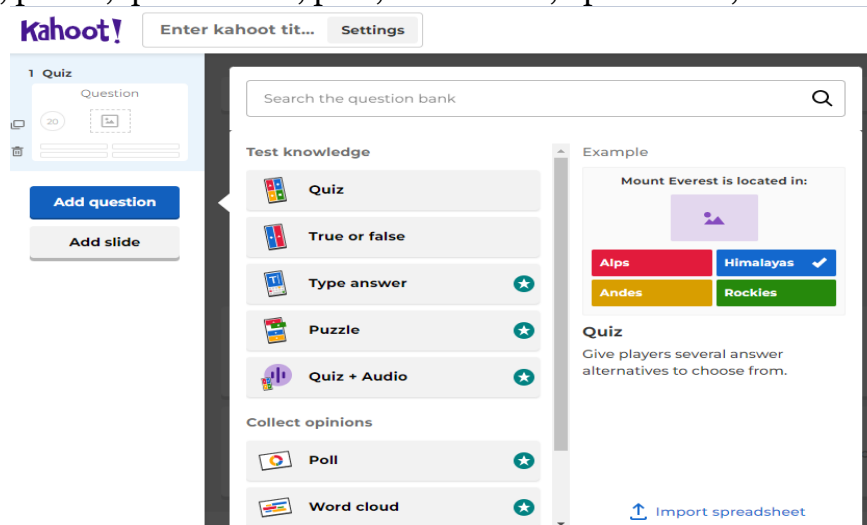 Kahoot!
Enter kahoot tit... Settings
1 Quiz
Question
20
Add question
Add slide
Search the question bank
Test knowledge
Quiz
True or false
Type answer
Puzzle
Quiz + Audio
Collect opinions
Poll
Word cloud
Example
Mount Everest is located in:
Alps
Himalayas
Andes
Rockies
Quiz
Give players several answer
alternatives to choose from.
Import spreadsheet